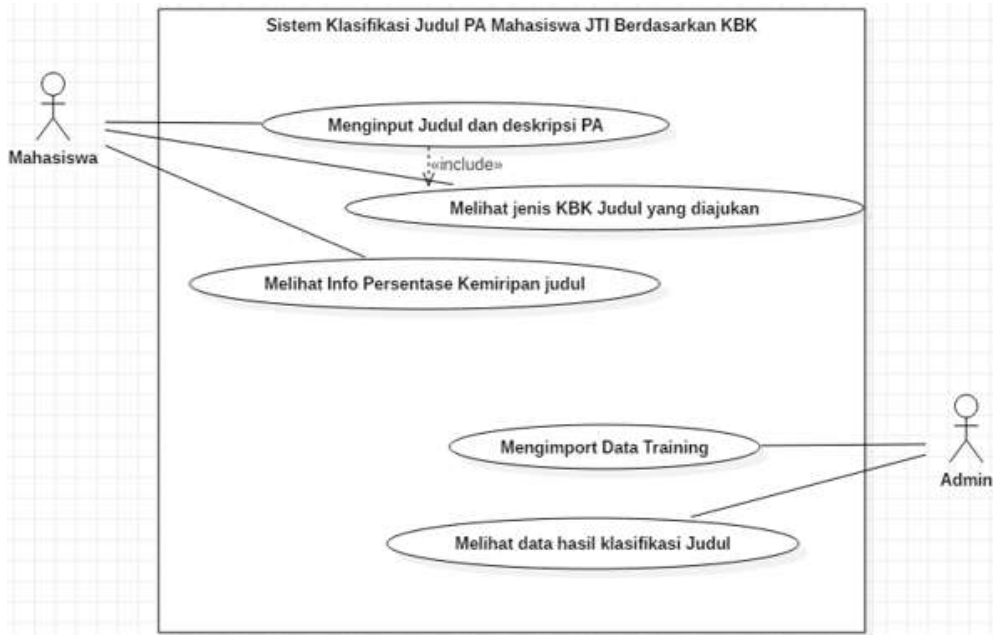 Sistem Klasifikasi Judul PA Mahasiswa JTI Berdasarkan KBK
Mahasiswa
Menginput Judul dan deskripsi PA
«include»
Melihat jenis KBK Judul yang diajukan
Melihat Info Persentase Kemiripan judul
Mengimport Data Training
Admin
Melihat data hasil klasifikasi Judul